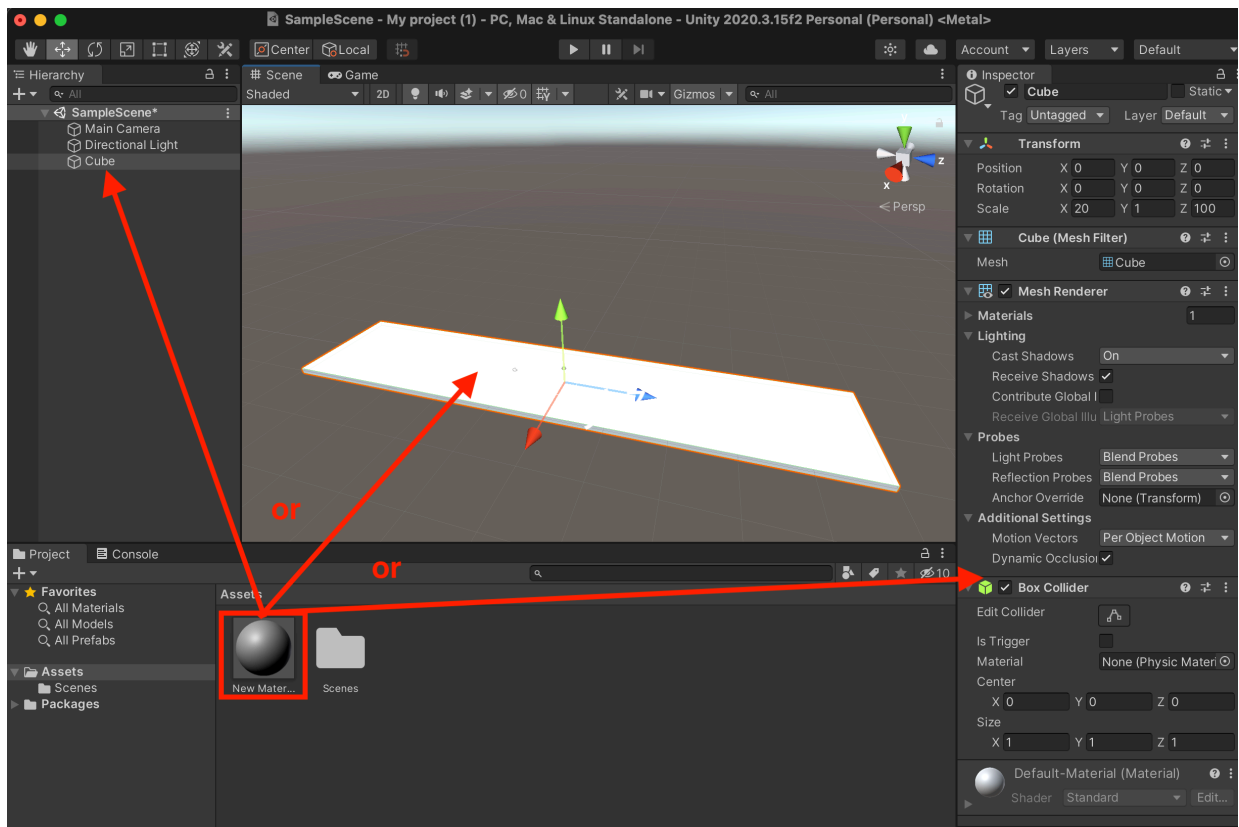 SampleScene - My project (1) - PC, Mac & Linux Standalone - Unity 2020.3.15f2 Personal (Personal) <Metal>
Center Local Account Layers Default
Hierarchy
All
SampleScene*
Main Camera
Directional Light
Cube
Scene Game
Shaded 2D 0 Gizmos All
y
z
x
Persp
or
or
Inspector
Cube Static
Tag Untagged Layer Default
Transform
Position X 0 Y 0 Z 0
Rotation X 0 Y 0 Z 0
Scale X 20 Y 1 Z 100
Cube (Mesh Filter)
Mesh Cube
Mesh Renderer
Materials 1
Lighting
Cast Shadows On
Receive Shadows
Contribute Global I
Receive Global Illu Light Probes
Probes
Light Probes Blend Probes
Reflection Probes Blend Probes
Anchor Override None (Transform)
Additional Settings
Motion Vectors Per Object Motion
Dynamic Occlusion
Box Collider
Edit Collider
Is Trigger
Material None (Physic Materi
Center
X 0 Y 0 Z 0
Size
X 1 Y 1 Z 1
Default-Material (Material)
Shader Standard Edit...
Project Console
10
Favorites
All Materials
All Models
All Prefabs
Assets
Scenes
Packages
Assets
New Mater... Scenes